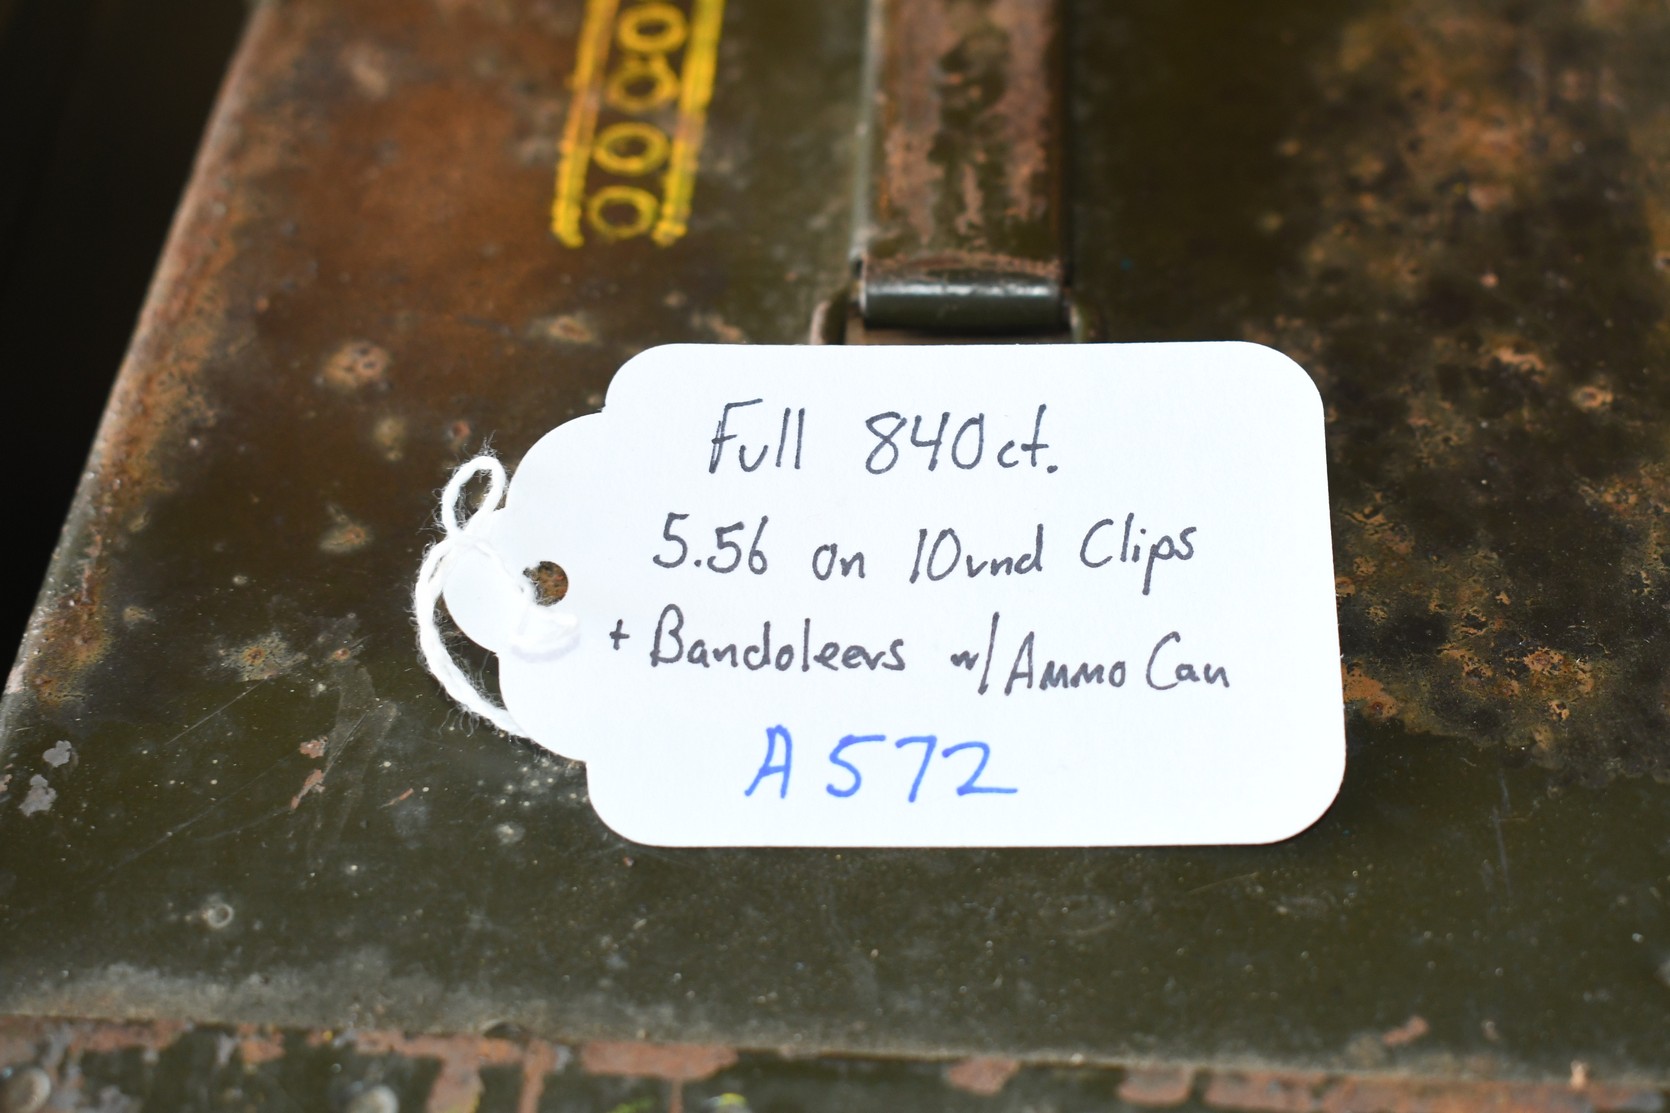 Full 840ct.
5.56 on 10rnd Clips
+ Bandoleers w/ Ammo Can
A572